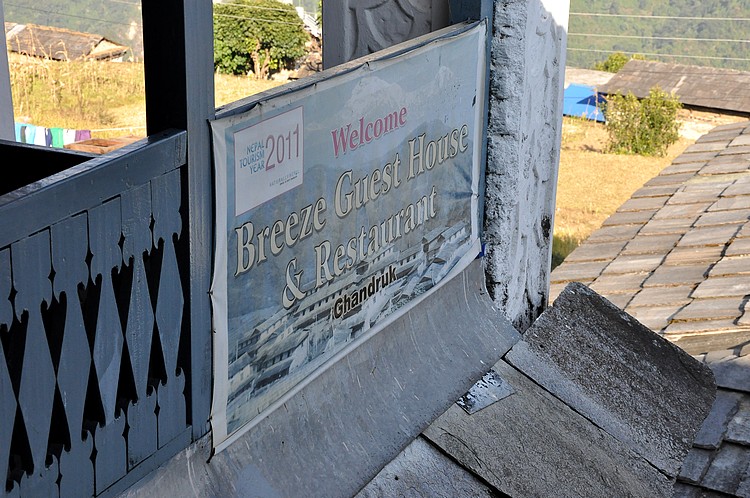 NEPAL
TOURISM
YEAR
2011
Welcome
Breeze Guest House
& Restaurant
Ghandruk